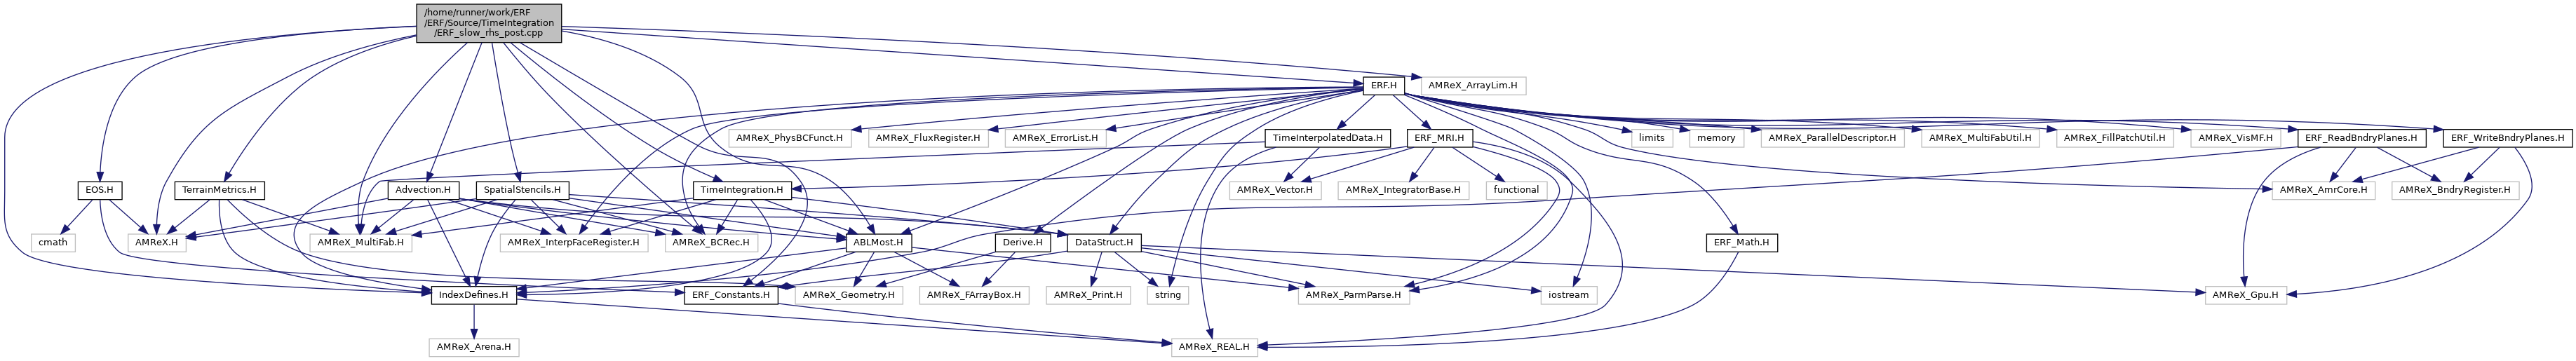 /home/runner/work/ERF
/ERF/Source/TimeIntegration
/ERF_slow_rhs_post.cpp
ERF.H
AMReX_ArrayLim.H
AMReX_PhysBCFunct.H
AMReX_FluxRegister.H
AMReX_ErrorList.H
TimeInterpolatedData.H
ERF_MRI.H
limits
memory
AMReX_ParallelDescriptor.H
AMReX_MultiFabUtil.H
AMReX_FillPatchUtil.H
AMReX_VisMF.H
ERF_ReadBndryPlanes.H
ERF_WriteBndryPlanes.H
EOS.H
TerrainMetrics.H
Advection.H
SpatialStencils.H
TimeIntegration.H
AMReX_Vector.H
AMReX_IntegratorBase.H
functional
AMReX_AmrCore.H
AMReX_BndryRegister.H
cmath
AMReX.H
AMReX_MultiFab.H
AMReX_InterpFaceRegister.H
AMReX_BCRec.H
ABLMost.H
Derive.H
DataStruct.H
ERF_Math.H
IndexDefines.H
ERF_Constants.H
AMReX_Geometry.H
AMReX_FArrayBox.H
AMReX_Print.H
string
AMReX_ParmParse.H
iostream
AMReX_Gpu.H
AMReX_Arena.H
AMReX_REAL.H